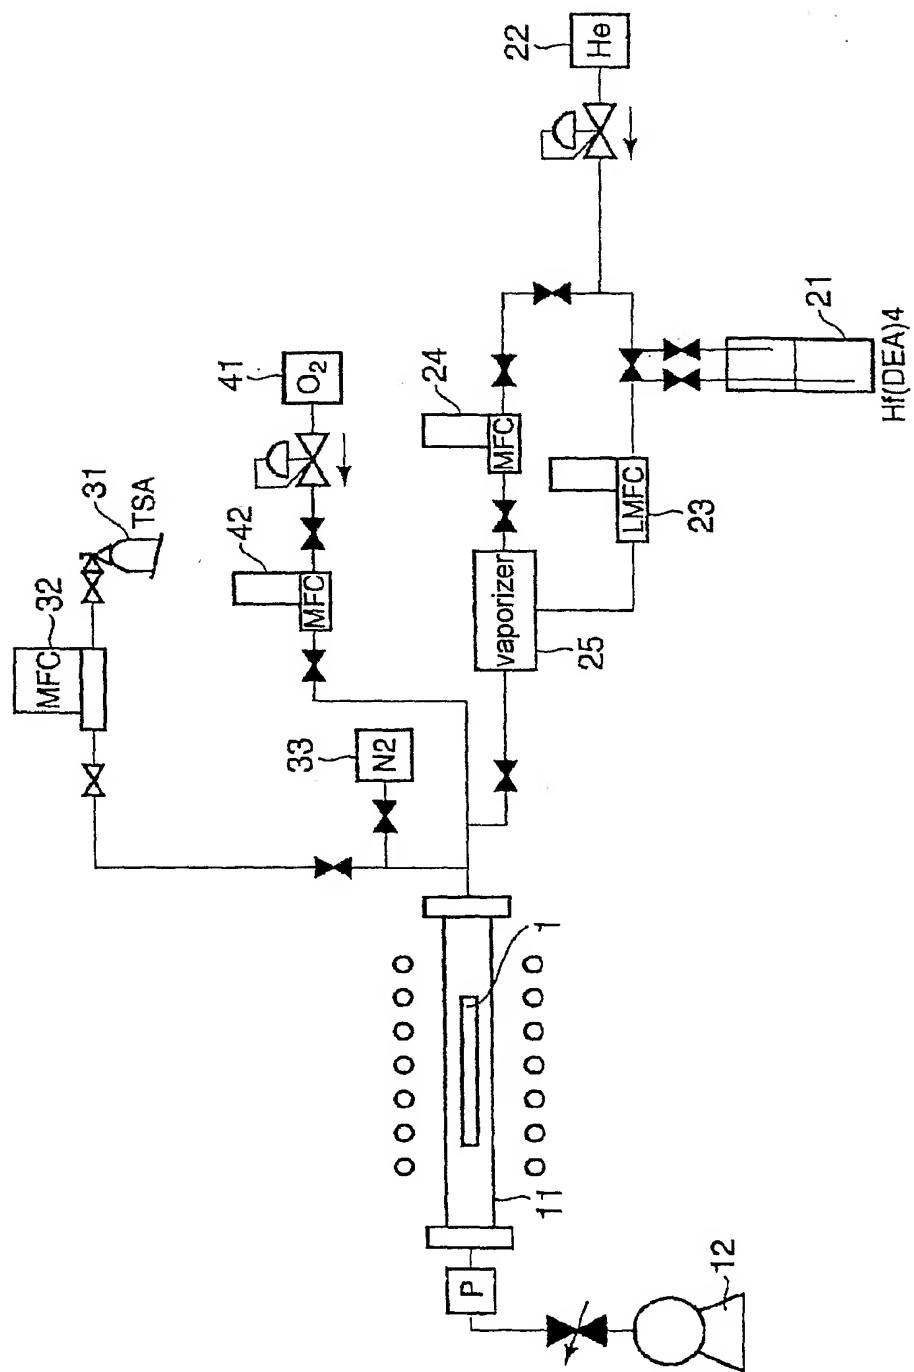 22
He
41
O2
24
MFC
21
Hf(DEA)4
31
TSA
42
MFC
32
MFC
LMFC
23
vaporizer
25
33
N2
1
11
P
12